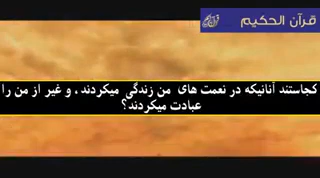 قرآن الحکیم
کجاستند آنانیکه در نعمت های من زندگی میکردند ، و غیر از من را
عبادت میکردند؟